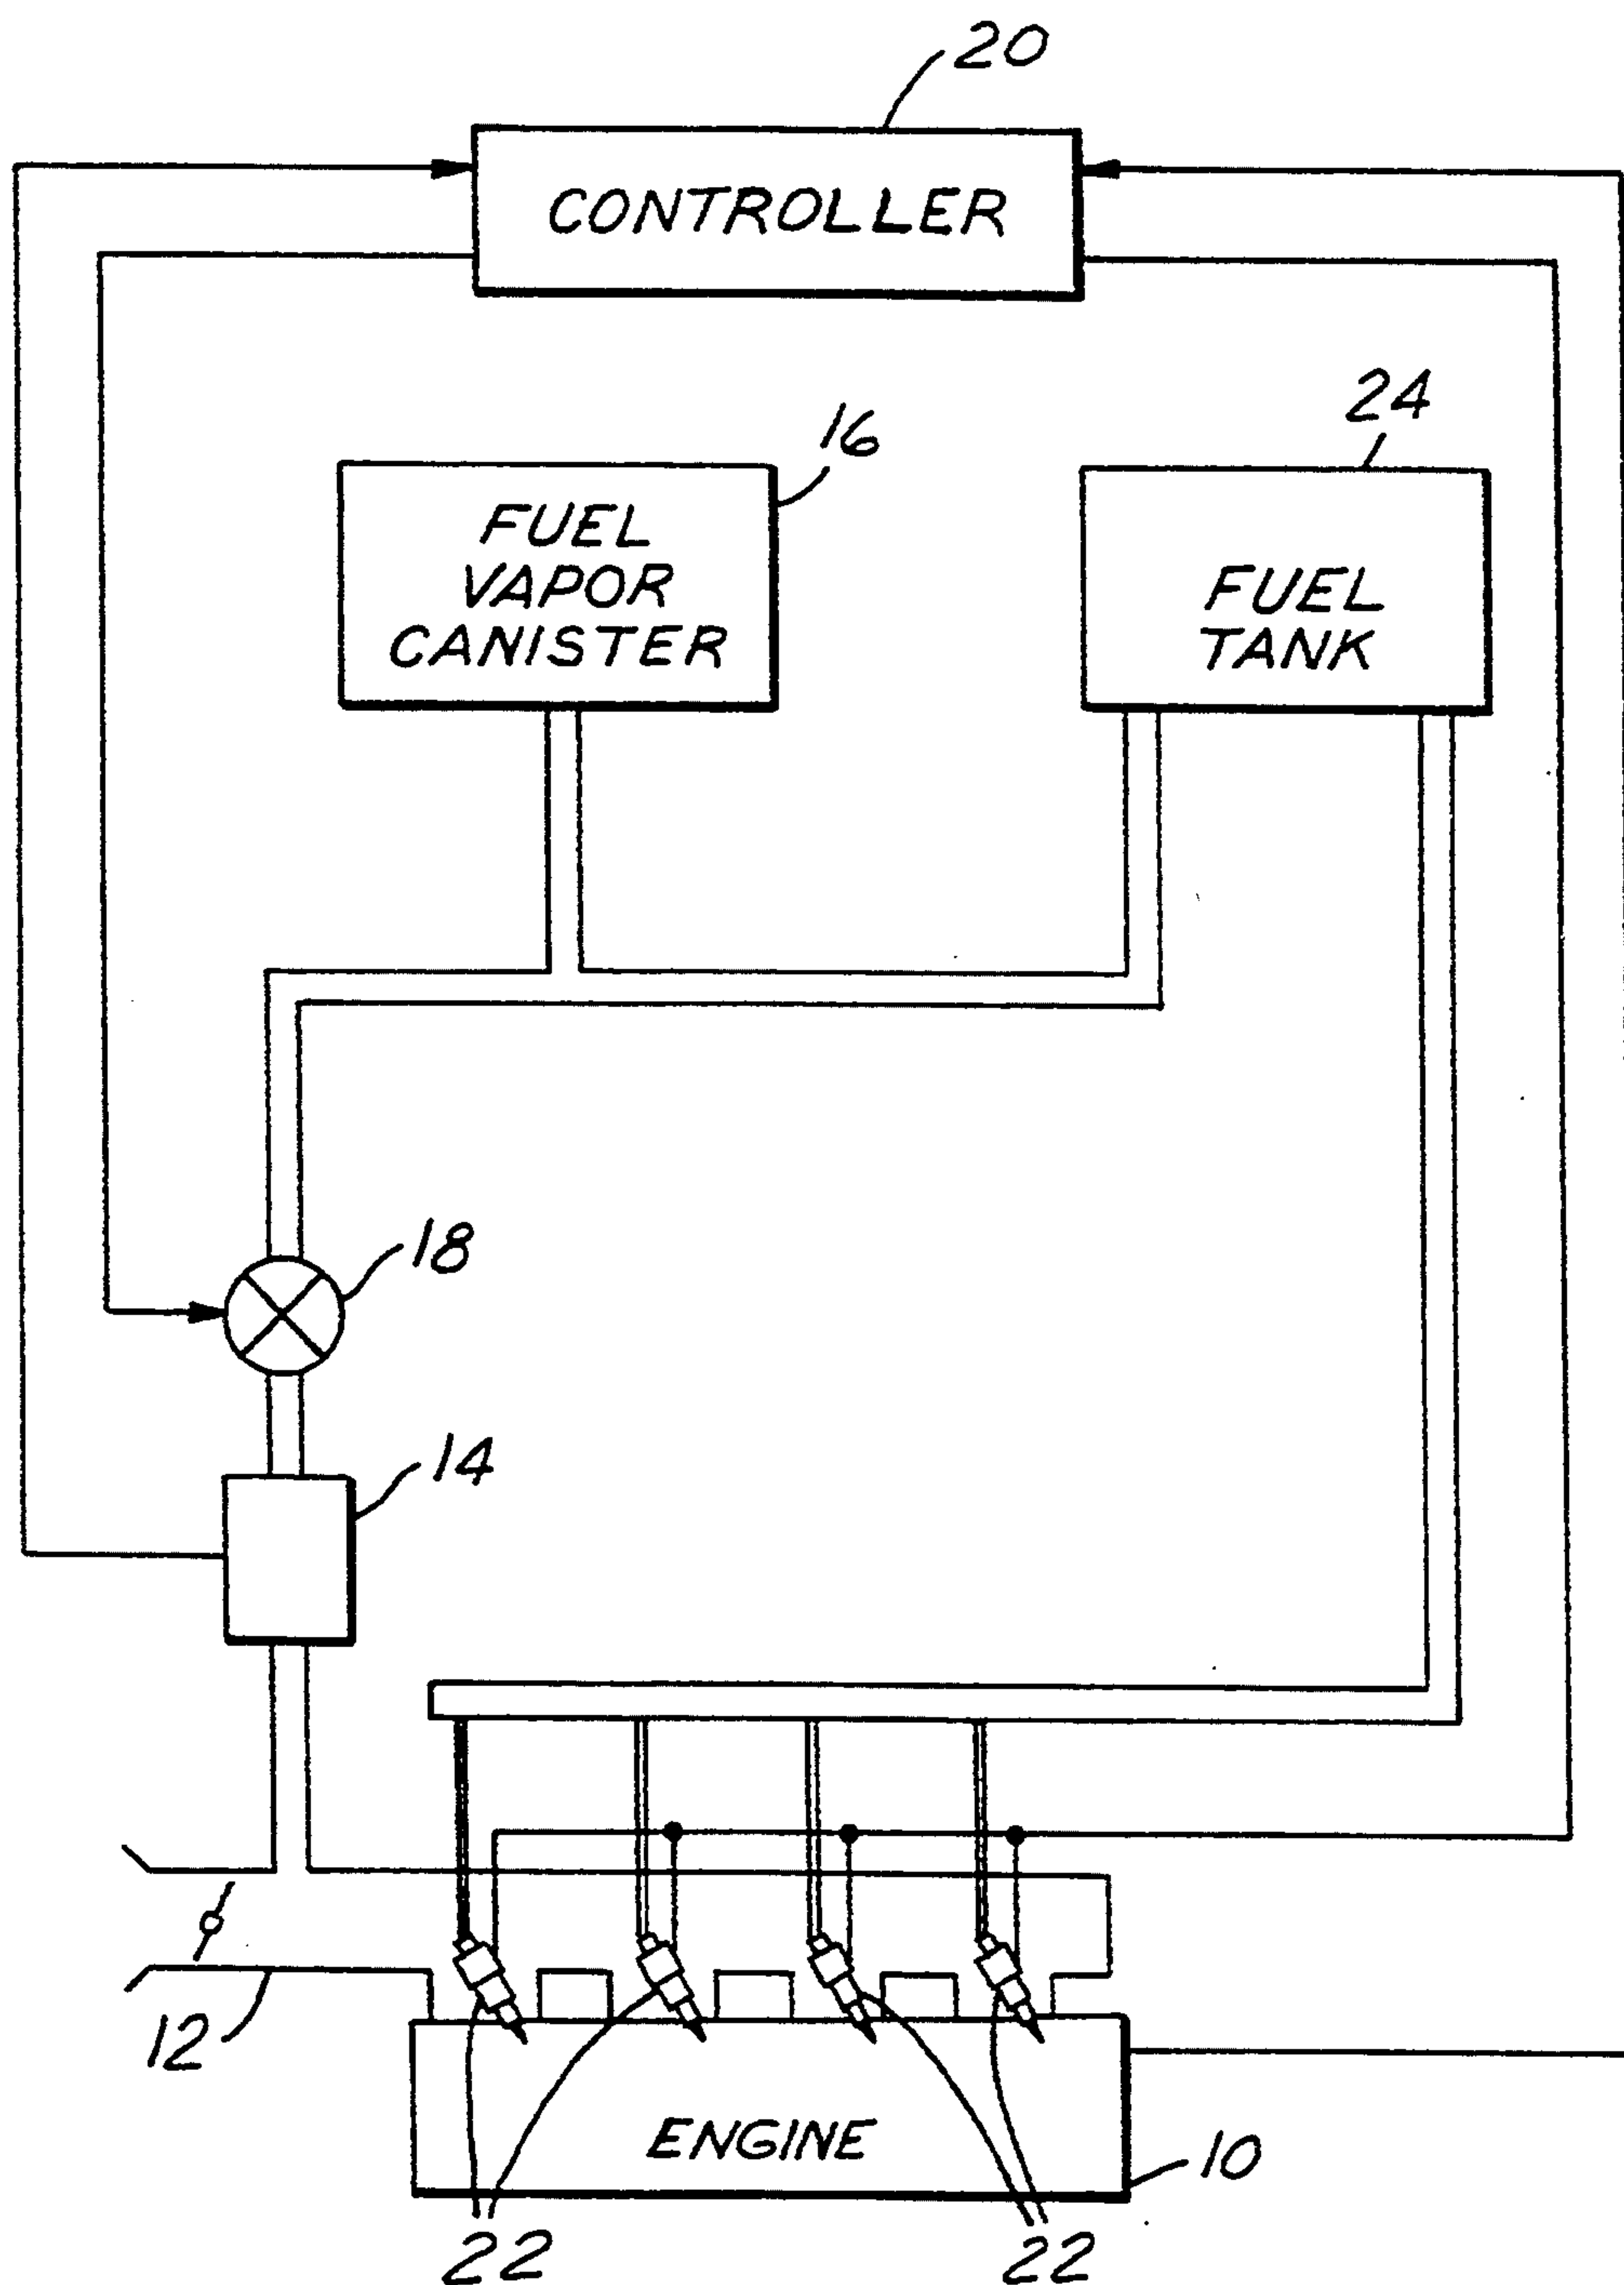 20
CONTROLLER
24
16
FUEL
VAPOR
CANISTER
FUEL
TANK
18
14
12
ENGINE
10
22
22